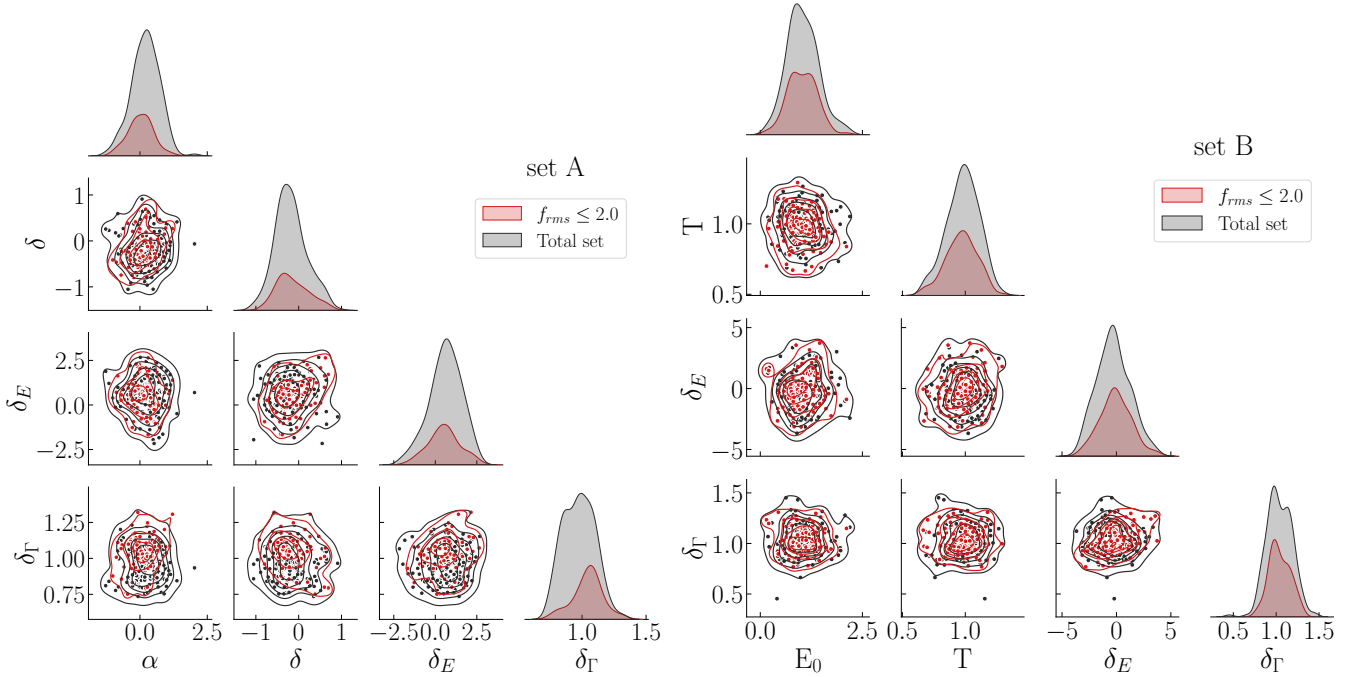 set A
f_rms ≤ 2.0
Total set
δ
1
0
−1
δ_E
2.5
0.0
−2.5
δ_Γ
1.25
1.00
0.75
0.0 2.5
−1 0 1
−2.5 0.0 2.5
1.0 1.5
α δ δ_E δ_Γ
set B
f_rms ≤ 2.0
Total set
T
1.0
0.5
δ_E
5
0
−5
δ_Γ
1.5
1.0
0.5
0.0 2.5
0.5 1.0
−5 0 5
0.5 1.0 1.5
E_0 T δ_E δ_Γ